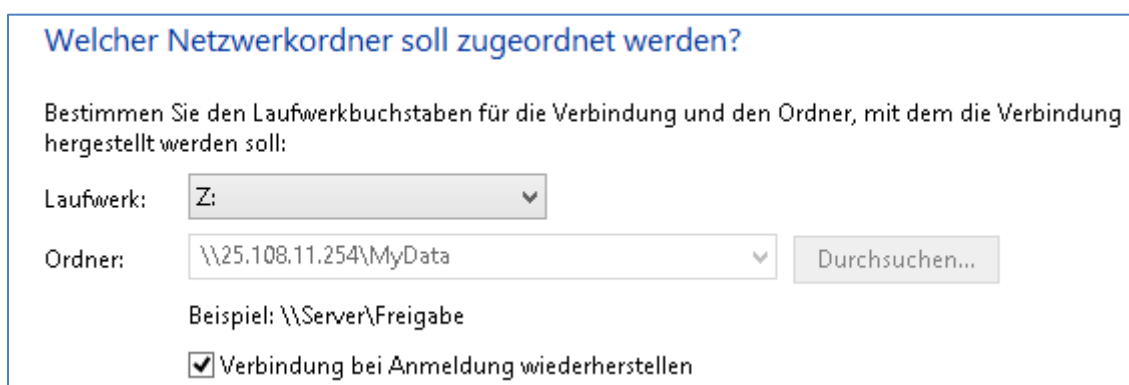 Welcher Netzwerkordner soll zugeordnet werden?
Bestimmen Sie den Laufwerkbuchstaben für die Verbindung und den Ordner, mit dem die Verbindung
hergestellt werden soll:
Laufwerk: Z:
Ordner: \\25.108.11.254\MyData Durchsuchen...
Beispiel: \\Server\Freigabe
Verbindung bei Anmeldung wiederherstellen